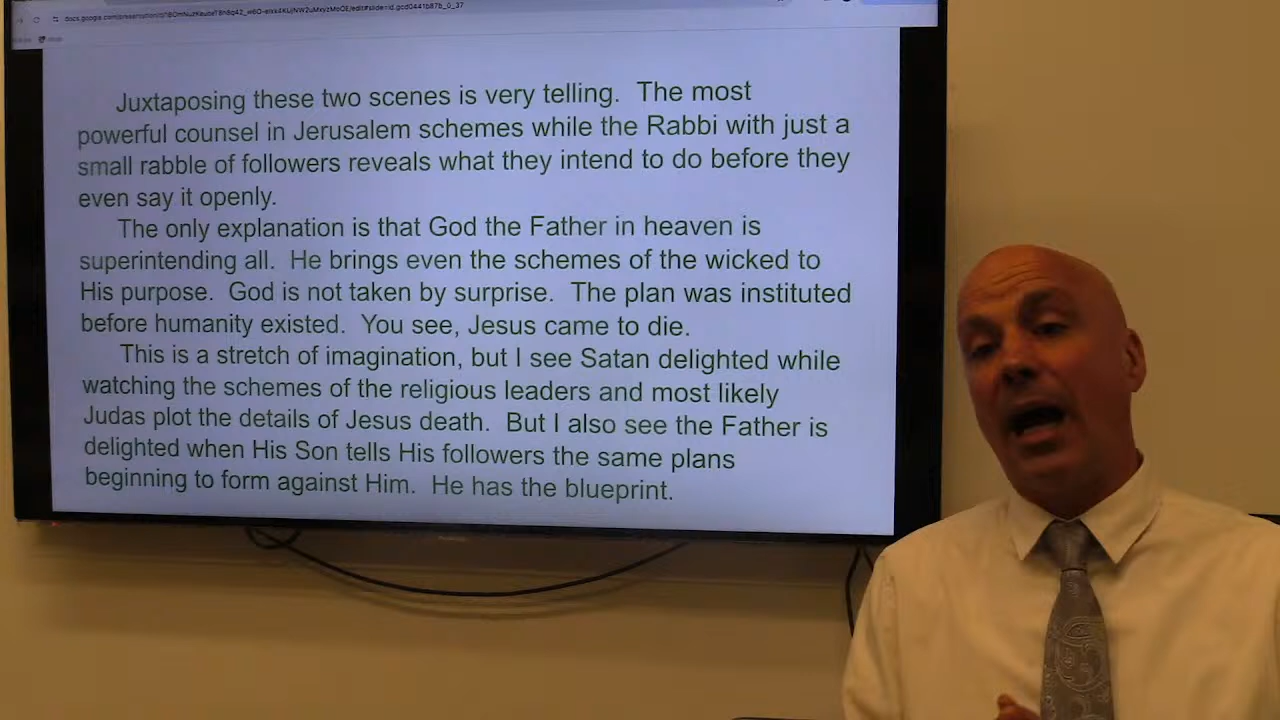 Juxtaposing these two scenes is very telling. The most
powerful counsel in Jerusalem schemes while the Rabbi with just a
small rabble of followers reveals what they intend to do before they
even say it openly.
The only explanation is that God the Father in heaven is
superintending all. He brings even the schemes of the wicked to
His purpose. God is not taken by surprise. The plan was instituted
before humanity existed. You see, Jesus came to die.
This is a stretch of imagination, but I see Satan delighted while
watching the schemes of the religious leaders and most likely
Judas plot the details of Jesus death. But I also see the Father is
delighted when His Son tells His followers the same plans
beginning to form against Him. He has the blueprint.